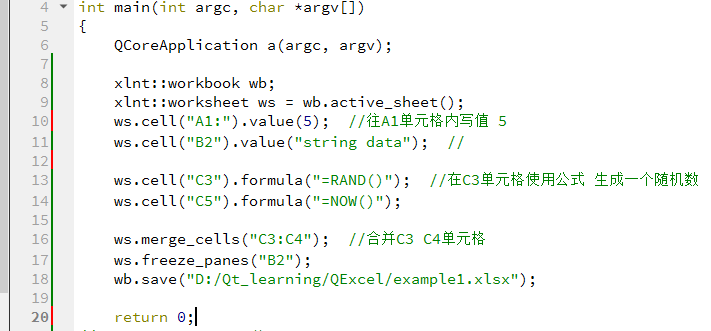 4 int main(int argc, char *argv[])
5 {
6 QCoreApplication a(argc, argv);
7
8 xlnt::workbook wb;
9 xlnt::worksheet ws = wb.active_sheet();
10 ws.cell("A1:").value(5); //往A1单元格内写值 5
11 ws.cell("B2").value("string data"); //
12
13 ws.cell("C3").formula("=RAND()"); //在C3单元格使用公式 生成一个随机数
14 ws.cell("C5").formula("=NOW()");
15
16 ws.merge_cells("C3:C4"); //合并C3 C4单元格
17 ws.freeze_panes("B2");
18 wb.save("D:/Qt_learning/QExcel/example1.xlsx");
19
20 return 0;